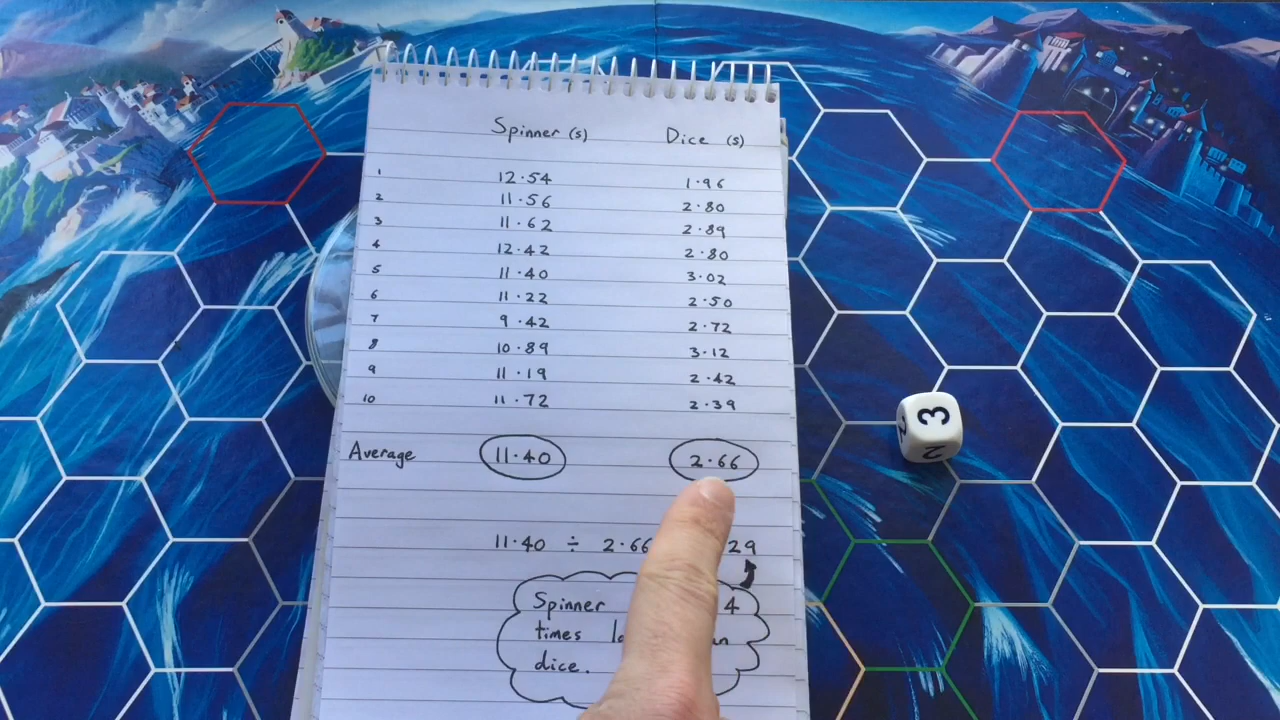 Spinner (s) Dice (s)
1 12.54 1.96
2 11.56 2.80
3 11.62 2.89
4 12.42 2.80
5 11.40 3.02
6 11.22 2.50
7 9.42 2.72
8 10.89 3.12
9 11.19 2.42
10 11.72 2.39
Average 11.40 2.66
11.40 ÷ 2.66 29
Spinner 4
times
dice.
3
2